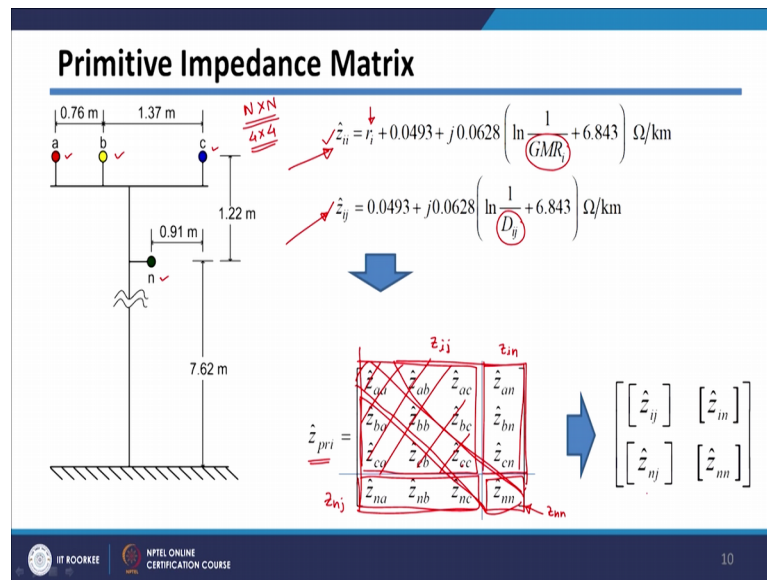 Primitive Impedance Matrix
0.76 m 1.37 m
a b c
1.22 m
0.91 m
n
7.62 m
N×N
4×4
ẑii = ri + 0.0493 + j0.0628 ( ln 1/GMRi + 6.843 ) Ω/km
ẑij = 0.0493 + j0.0628 ( ln 1/Dij + 6.843 ) Ω/km
zjj zin
ẑpri =
ẑaa ẑab ẑac ẑan
ẑba ẑbb ẑbc ẑbn
ẑca ẑcb ẑcc ẑcn
ẑna ẑnb ẑnc ẑnn
znj
znn
[ẑij] [ẑin]
[ẑnj] [ẑnn]
IIT ROORKEE
NPTEL ONLINE
CERTIFICATION COURSE
10